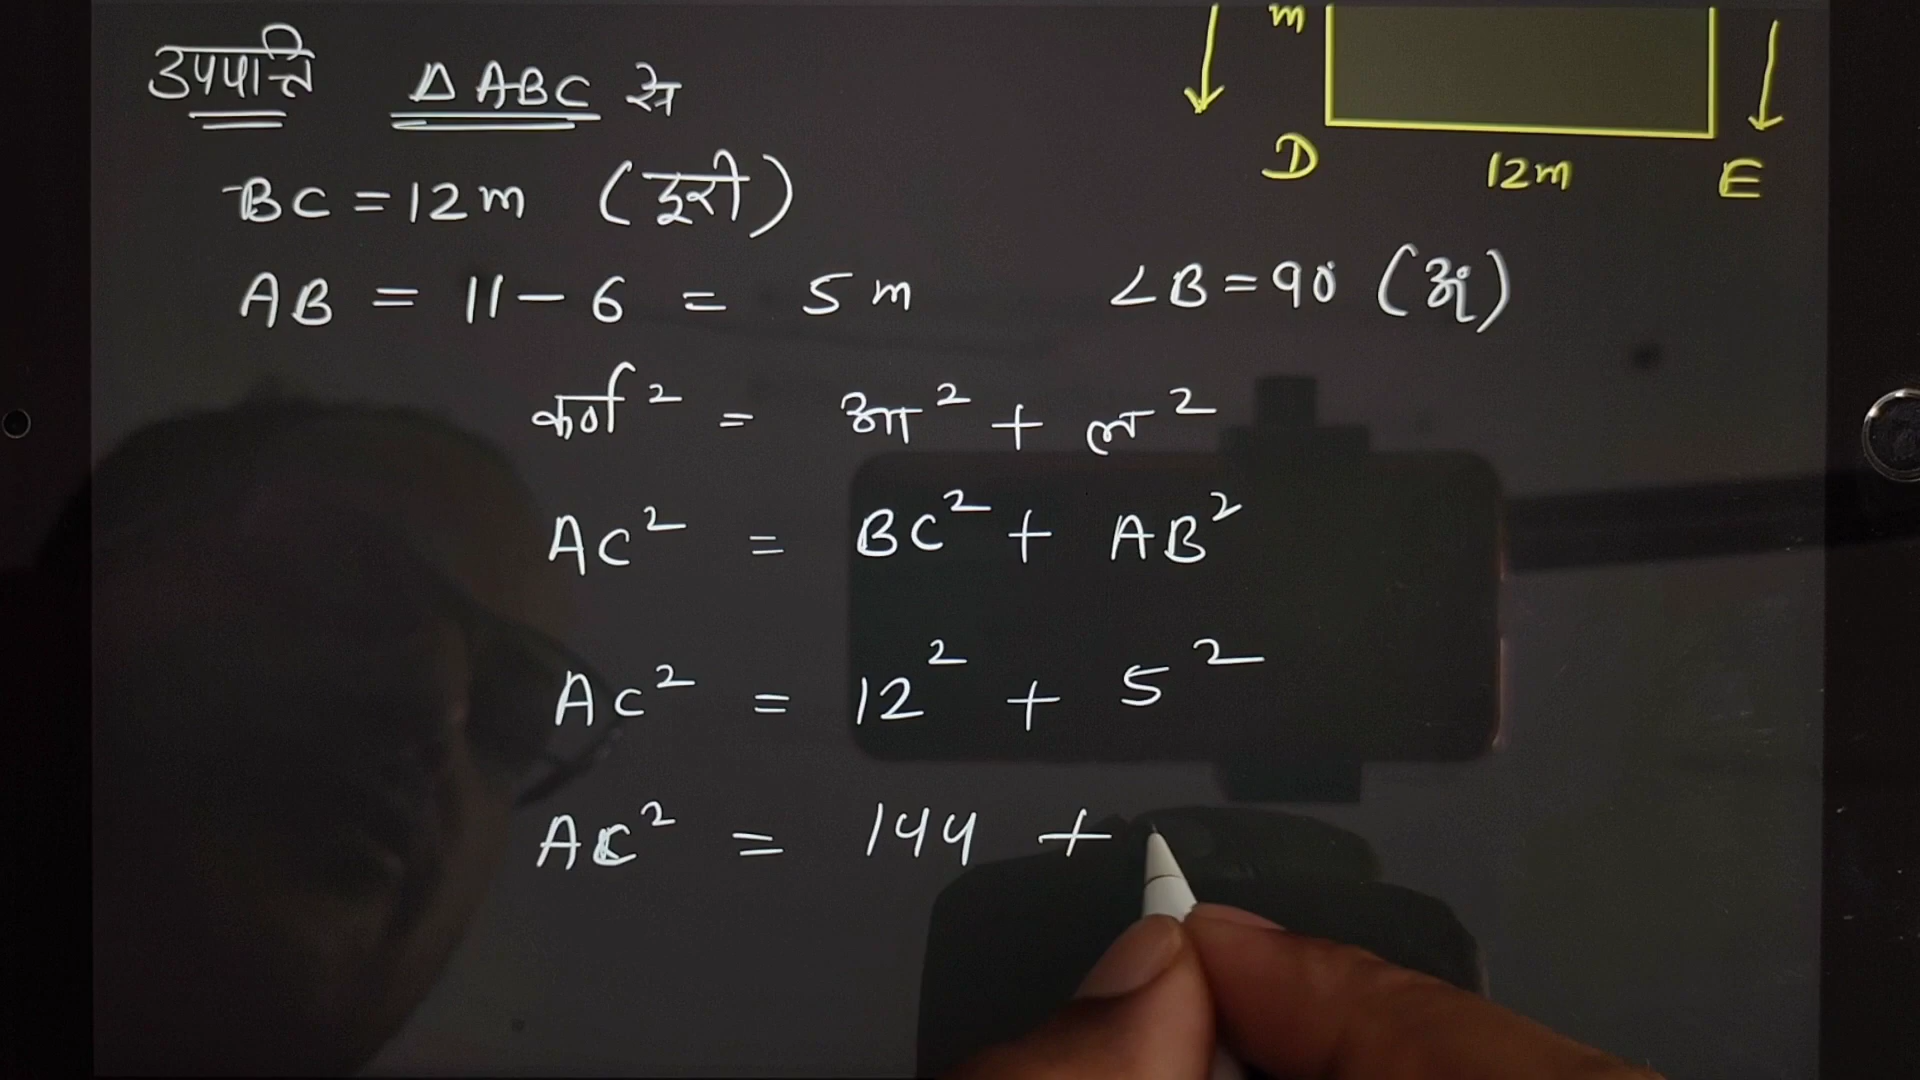 m
उपपत्ति △ABC से
D 12m E
BC = 12m (दूरी)
AB = 11 - 6 = 5 m ∠B = 90° (अं)
कर्ण² = आ² + ल²
AC² = BC² + AB²
AC² = 12² + 5²
AC² = 144 +